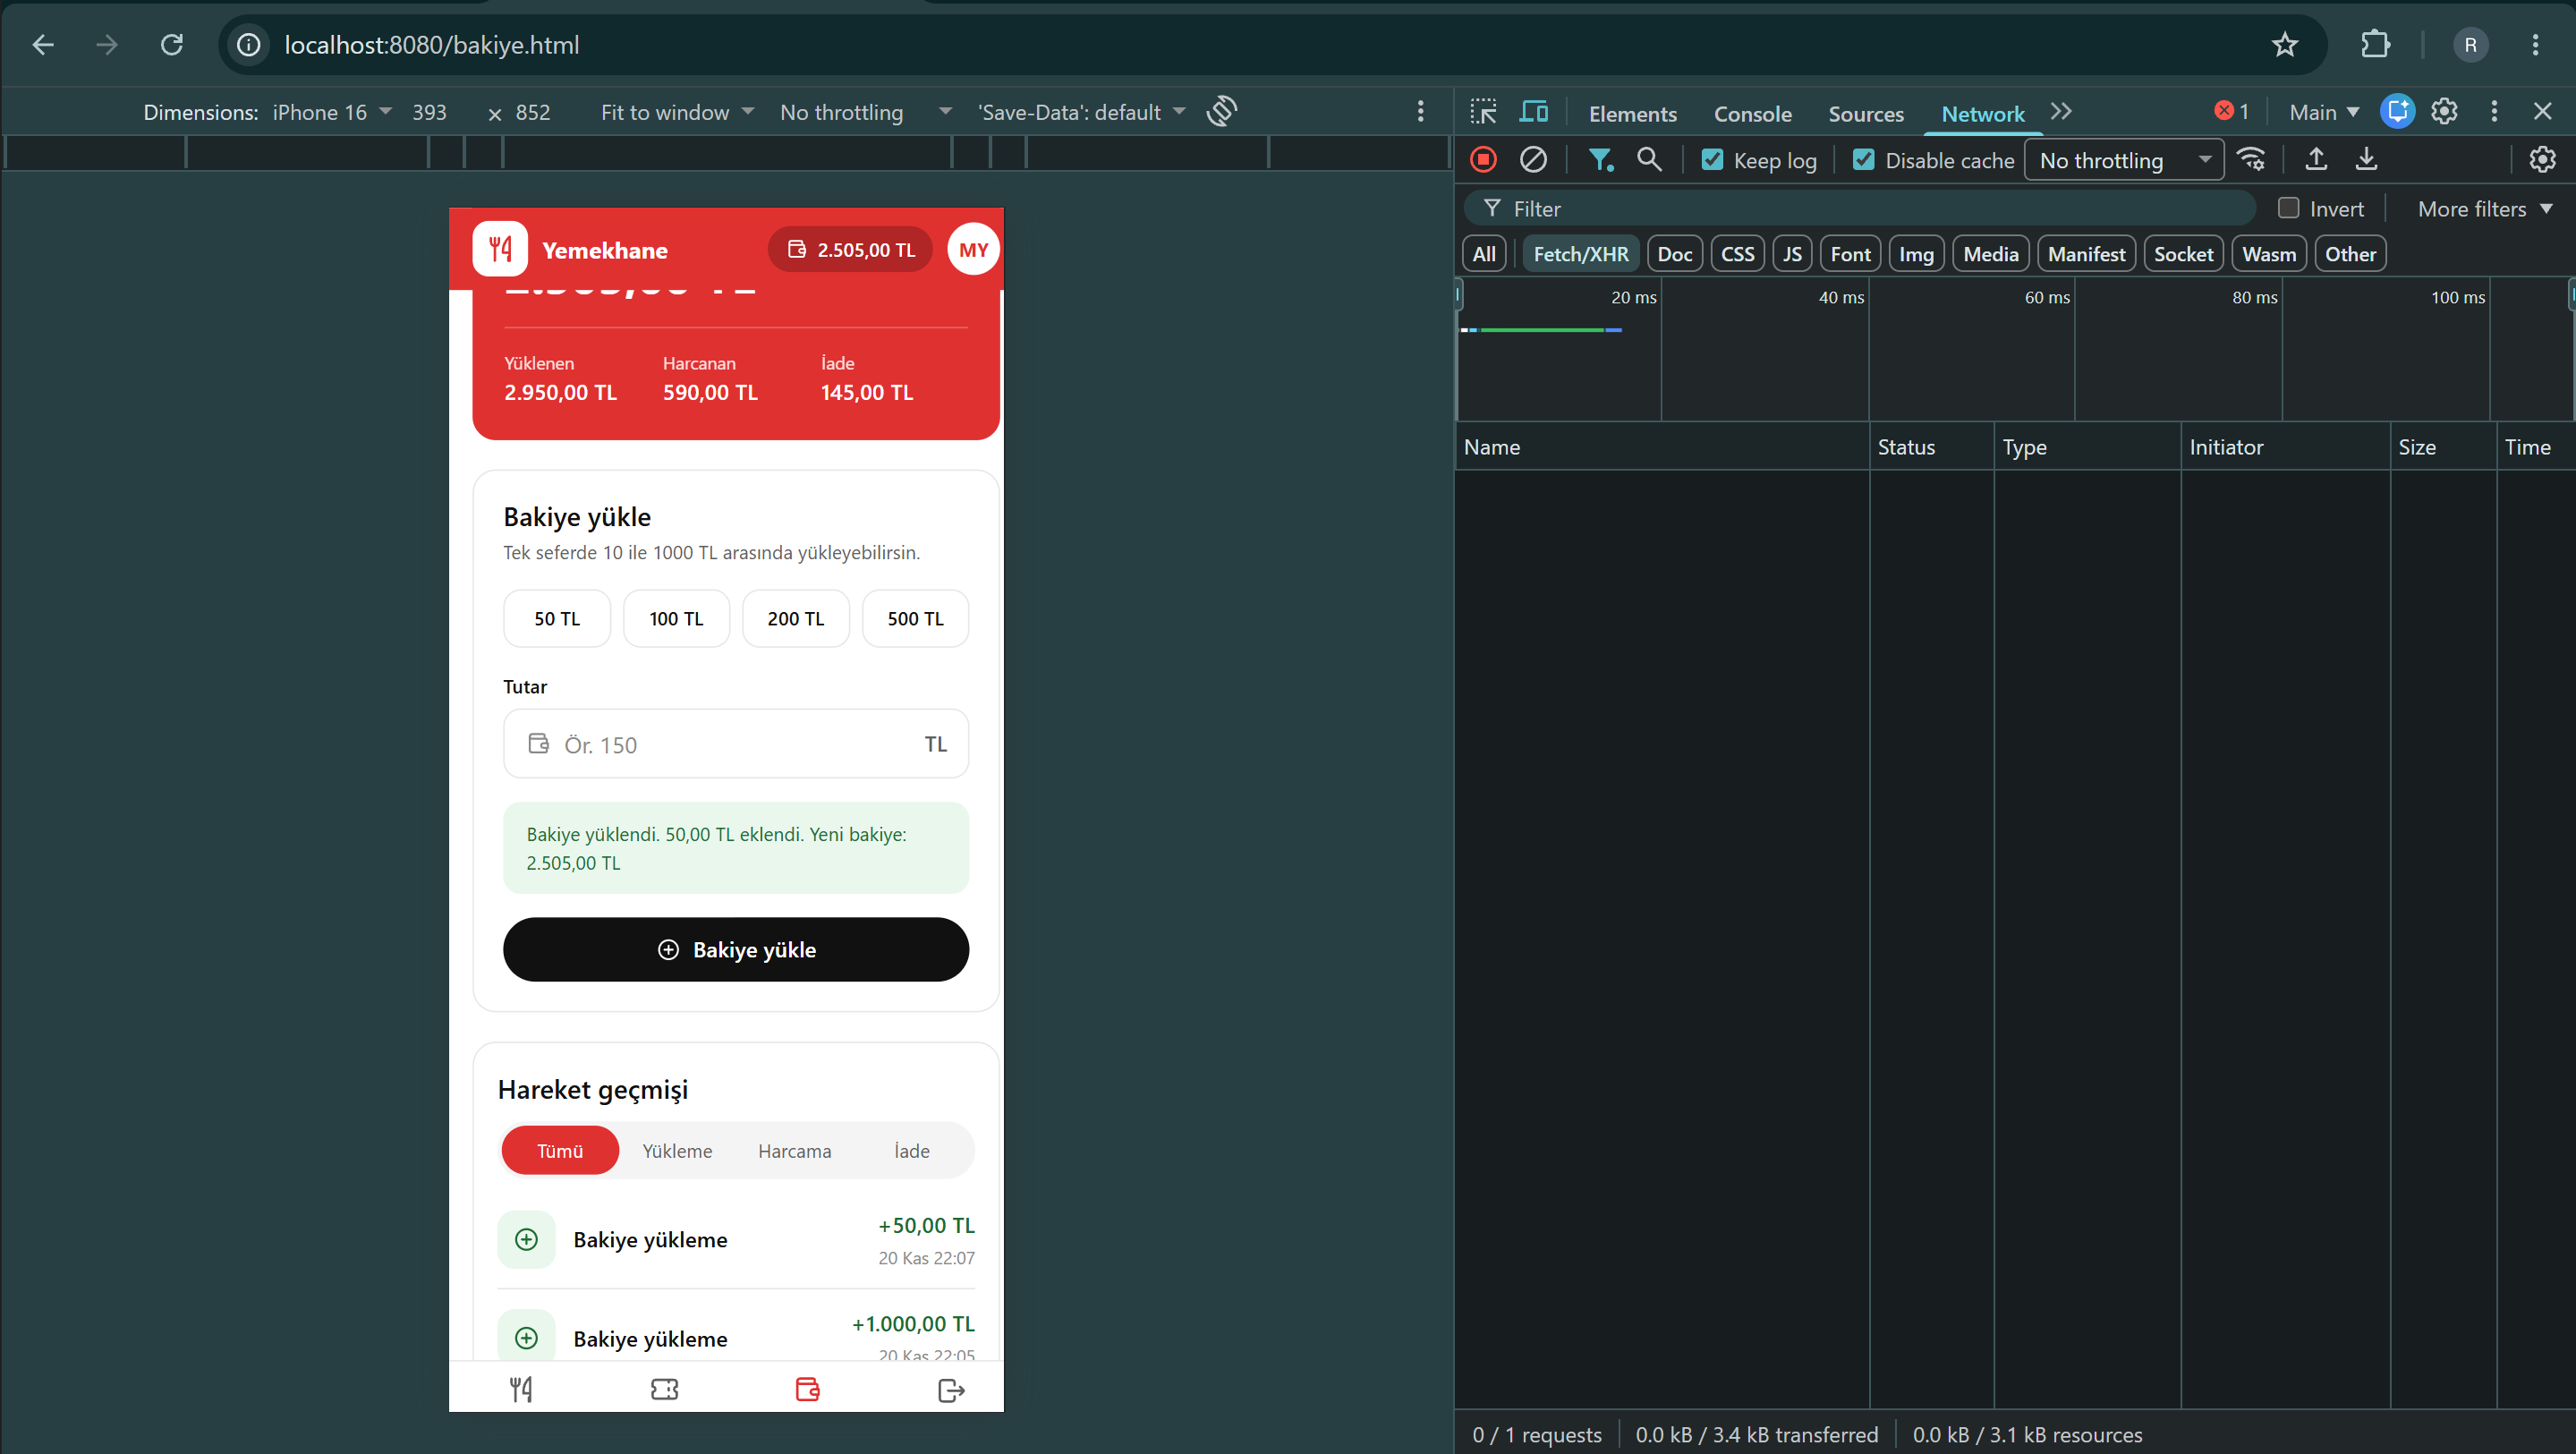 localhost:8080/bakiye.html
R
Dimensions: iPhone 16 393 × 852 Fit to window No throttling 'Save-Data': default
Yemekhane 2.505,00 TL MY
2.505,00 TL
Yüklenen Harcanan İade
2.950,00 TL 590,00 TL 145,00 TL
Bakiye yükle
Tek seferde 10 ile 1000 TL arasında yükleyebilirsin.
50 TL 100 TL 200 TL 500 TL
Tutar
Ör. 150 TL
Bakiye yüklendi. 50,00 TL eklendi. Yeni bakiye:
2.505,00 TL
Bakiye yükle
Hareket geçmişi
Tümü Yükleme Harcama İade
+50,00 TL
Bakiye yükleme
20 Kas 22:07
+1.000,00 TL
Bakiye yükleme
20 Kas 22:05
Elements Console Sources Network 1 Main
Keep log Disable cache No throttling
Filter Invert More filters
All Fetch/XHR Doc CSS JS Font Img Media Manifest Socket Wasm Other
20 ms 40 ms 60 ms 80 ms 100 ms
Name Status Type Initiator Size Time
0 / 1 requests 0.0 kB / 3.4 kB transferred 0.0 kB / 3.1 kB resources